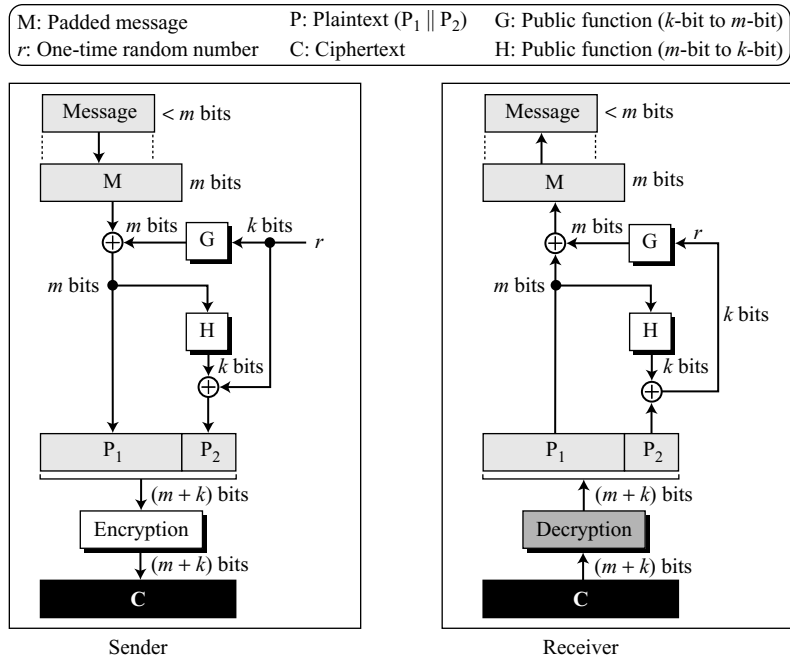 M: Padded message
P: Plaintext (P₁ || P₂)
G: Public function (k-bit to m-bit)
r: One-time random number
C: Ciphertext
H: Public function (m-bit to k-bit)
Message
< m bits
M
m bits
m bits
k bits
G
r
m bits
H
k bits
P₁
P₂
(m + k) bits
Encryption
(m + k) bits
C
Sender
Message
< m bits
M
m bits
m bits
G
r
m bits
H
k bits
k bits
P₁
P₂
(m + k) bits
Decryption
(m + k) bits
C
Receiver